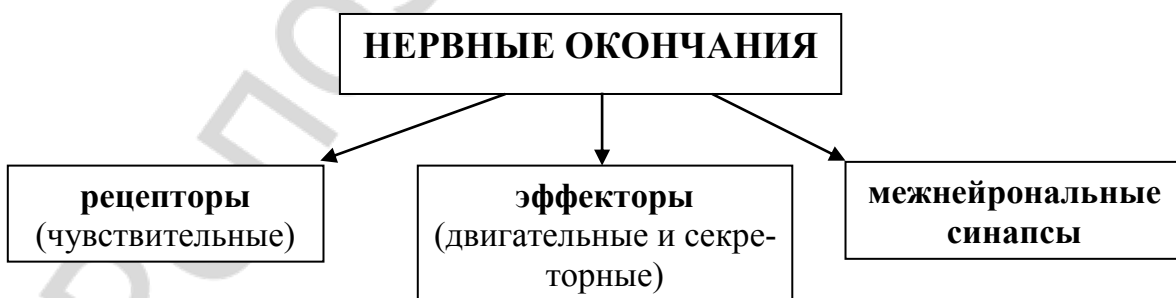 НЕРВНЫЕ ОКОНЧАНИЯ
рецепторы
(чувствительные)
эффекторы
(двигательные и секре-
торные)
межнейрональные
синапсы